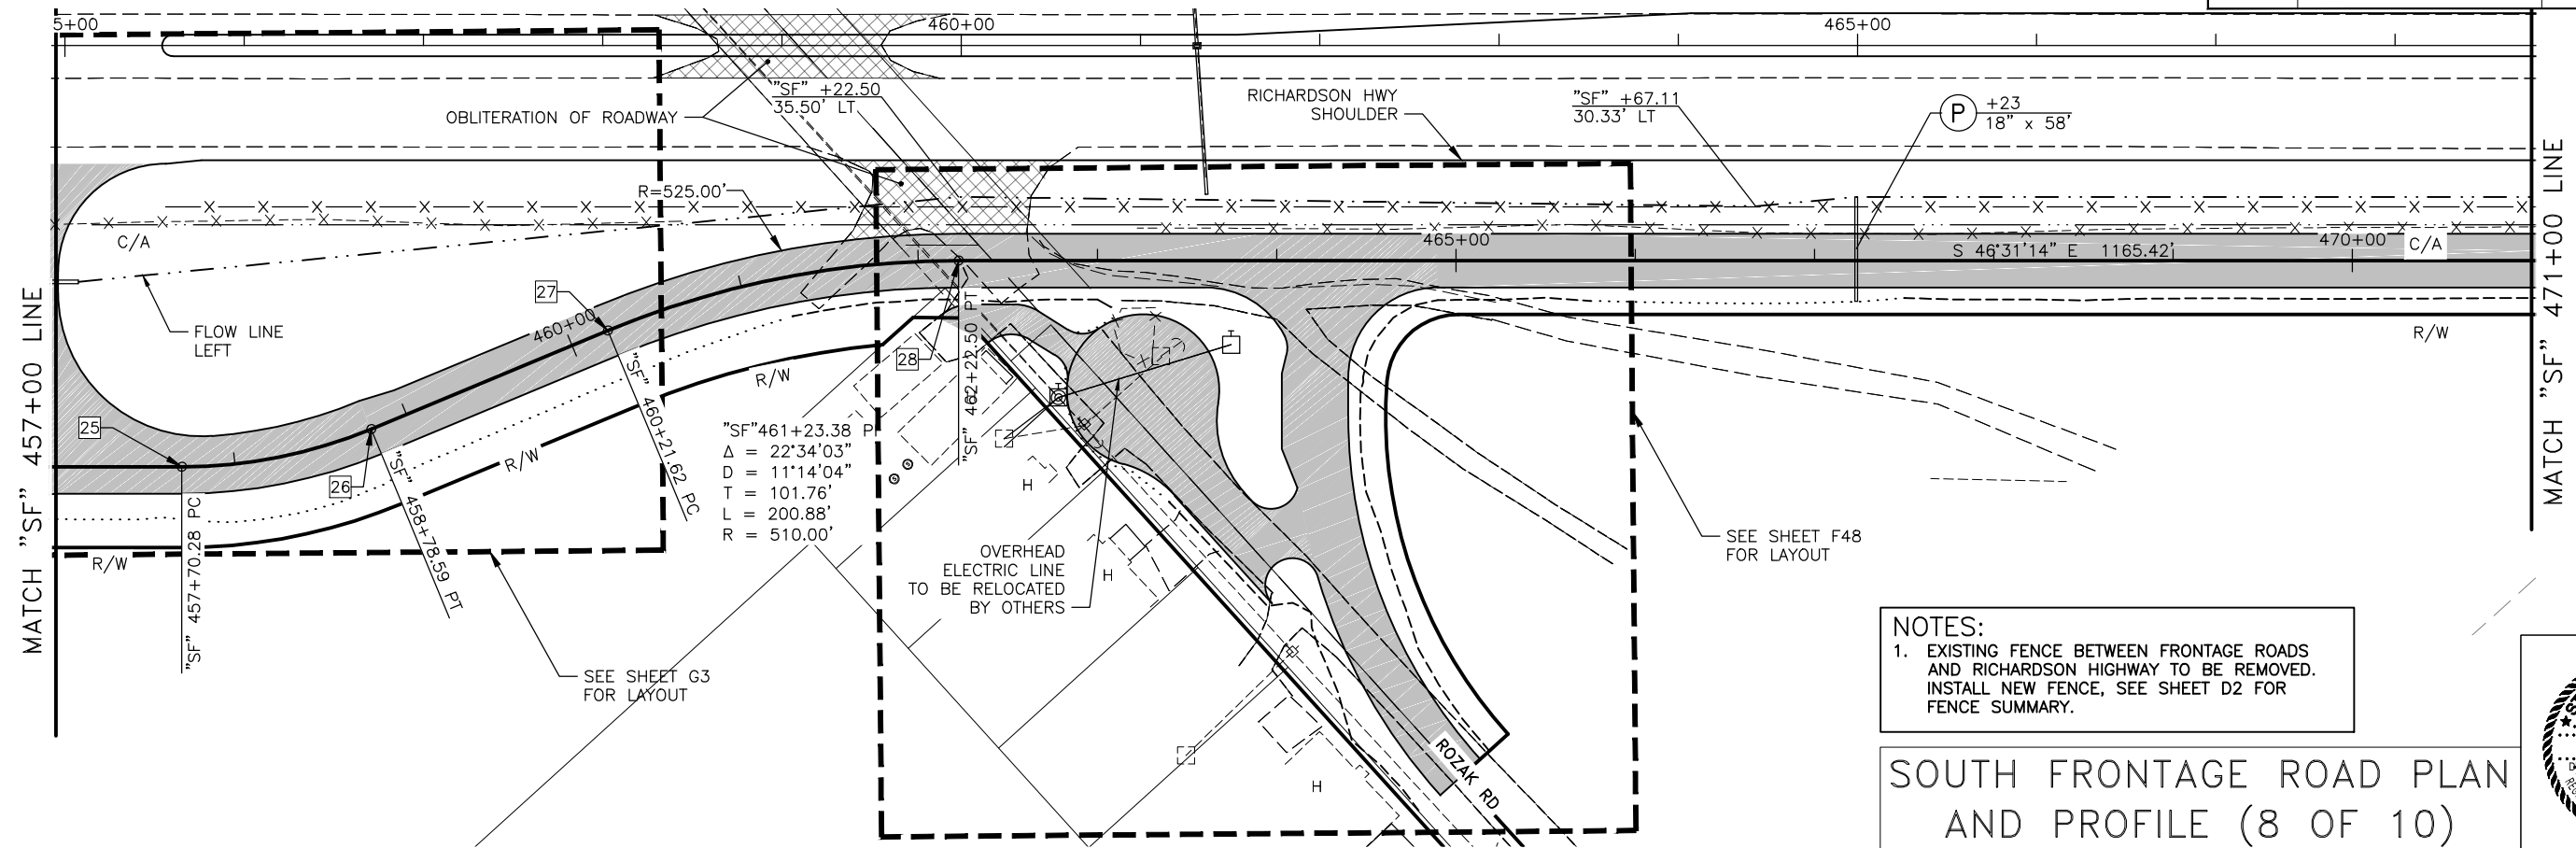 5+00
460+00
465+00
"SF" +22.50
35.50' LT
OBLITERATION OF ROADWAY
RICHARDSON HWY
SHOULDER
"SF" +67.11
30.33' LT
P
+23
18" x 58'
R=525.00'
C/A
465+00
470+00
C/A
S 46°31'14" E 1165.42'
FLOW LINE
LEFT
27
460+00
28
R/W
R/W
25
26
R/W
R/W
"SF" 457+70.28 PC
"SF" 458+78.59 PT
"SF" 460+21.62 PC
"SF" 462+22.50 PT
"SF"461+23.38 P
Δ = 22°34'03"
D = 11°14'04"
T = 101.76'
L = 200.88'
R = 510.00'
H
H
H
OVERHEAD
ELECTRIC LINE
TO BE RELOCATED
BY OTHERS
SEE SHEET F48
FOR LAYOUT
SEE SHEET G3
FOR LAYOUT
ROZAK RD
MATCH "SF" 457+00 LINE
MATCH "SF" 471+00 LINE
NOTES:
1. EXISTING FENCE BETWEEN FRONTAGE ROADS
AND RICHARDSON HIGHWAY TO BE REMOVED.
INSTALL NEW FENCE, SEE SHEET D2 FOR
FENCE SUMMARY.
SOUTH FRONTAGE ROAD PLAN
AND PROFILE (8 OF 10)